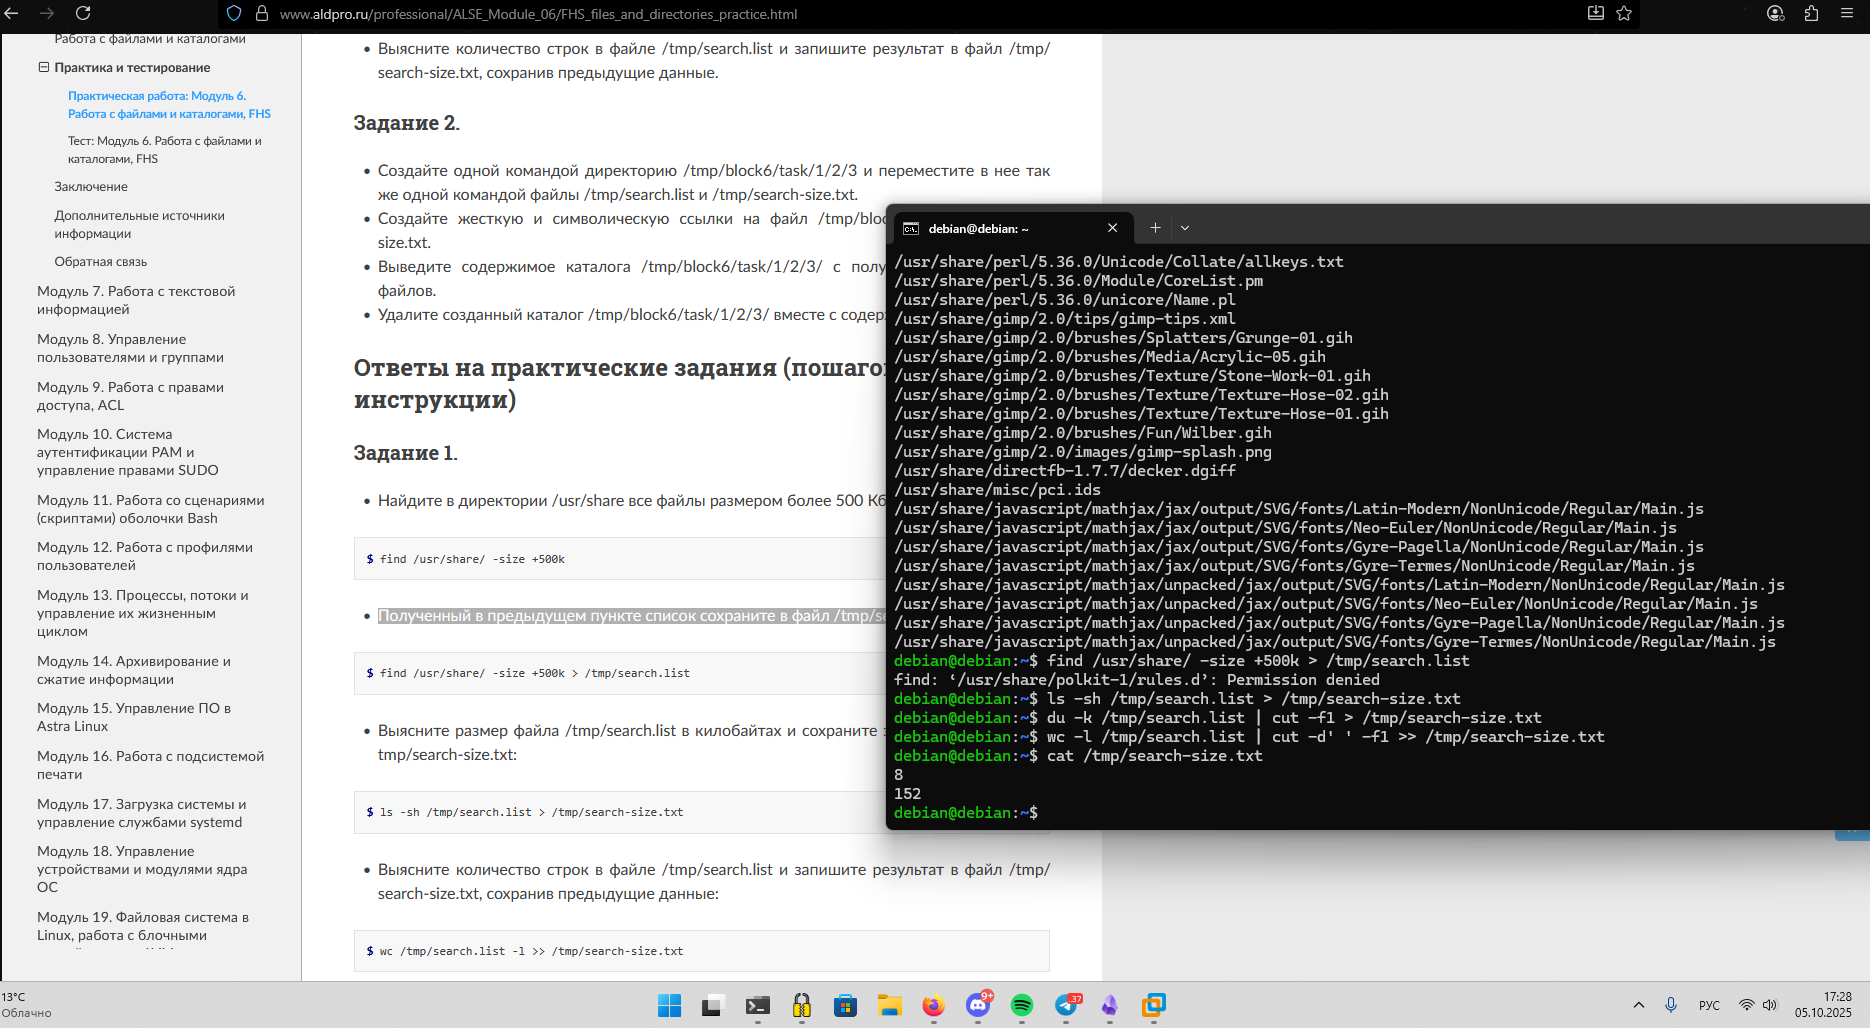 www.aldpro.ru/professional/ALSE_Module_06/FHS_files_and_directories_practice.html
Работа с файлами и каталогами
Практика и тестирование
Практическая работа: Модуль 6.
Работа с файлами и каталогами, FHS
Тест: Модуль 6. Работа с файлами и
каталогами, FHS
Заключение
Дополнительные источники
информации
Обратная связь
Модуль 7. Работа с текстовой
информацией
Модуль 8. Управление
пользователями и группами
Модуль 9. Работа с правами
доступа, ACL
Модуль 10. Система
аутентификации PAM и
управление правами SUDO
Модуль 11. Работа со сценариями
(скриптами) оболочки Bash
Модуль 12. Работа с профилями
пользователей
Модуль 13. Процессы, потоки и
управление их жизненным
циклом
Модуль 14. Архивирование и
сжатие информации
Модуль 15. Управление ПО в
Astra Linux
Модуль 16. Работа с подсистемой
печати
Модуль 17. Загрузка системы и
управление службами systemd
Модуль 18. Управление
устройствами и модулями ядра
ОС
Модуль 19. Файловая система в
Linux, работа с блочными
• Выясните количество строк в файле /tmp/search.list и запишите результат в файл /tmp/
search-size.txt, сохранив предыдущие данные.
Задание 2.
• Создайте одной командой директорию /tmp/block6/task/1/2/3 и переместите в нее так
же одной командой файлы /tmp/search.list и /tmp/search-size.txt.
• Создайте жесткую и символическую ссылки на файл /tmp/bloc
size.txt.
• Выведите содержимое каталога /tmp/block6/task/1/2/3/ с полу
файлов.
• Удалите созданный каталог /tmp/block6/task/1/2/3/ вместе с содер
Ответы на практические задания (пошаго
инструкции)
Задание 1.
• Найдите в директории /usr/share все файлы размером более 500 Кб
$ find /usr/share/ -size +500k
• Полученный в предыдущем пункте список сохраните в файл /tmp/se
$ find /usr/share/ -size +500k > /tmp/search.list
• Выясните размер файла /tmp/search.list в килобайтах и сохраните
tmp/search-size.txt:
$ ls -sh /tmp/search.list > /tmp/search-size.txt
• Выясните количество строк в файле /tmp/search.list и запишите результат в файл /tmp/
search-size.txt, сохранив предыдущие данные:
$ wc /tmp/search.list -l >> /tmp/search-size.txt
debian@debian: ~
/usr/share/perl/5.36.0/Unicode/Collate/allkeys.txt
/usr/share/perl/5.36.0/Module/CoreList.pm
/usr/share/perl/5.36.0/unicore/Name.pl
/usr/share/gimp/2.0/tips/gimp-tips.xml
/usr/share/gimp/2.0/brushes/Splatters/Grunge-01.gih
/usr/share/gimp/2.0/brushes/Media/Acrylic-05.gih
/usr/share/gimp/2.0/brushes/Texture/Stone-Work-01.gih
/usr/share/gimp/2.0/brushes/Texture/Texture-Hose-02.gih
/usr/share/gimp/2.0/brushes/Texture/Texture-Hose-01.gih
/usr/share/gimp/2.0/brushes/Fun/Wilber.gih
/usr/share/gimp/2.0/images/gimp-splash.png
/usr/share/directfb-1.7.7/decker.dgiff
/usr/share/misc/pci.ids
/usr/share/javascript/mathjax/jax/output/SVG/fonts/Latin-Modern/NonUnicode/Regular/Main.js
/usr/share/javascript/mathjax/jax/output/SVG/fonts/Neo-Euler/NonUnicode/Regular/Main.js
/usr/share/javascript/mathjax/jax/output/SVG/fonts/Gyre-Pagella/NonUnicode/Regular/Main.js
/usr/share/javascript/mathjax/jax/output/SVG/fonts/Gyre-Termes/NonUnicode/Regular/Main.js
/usr/share/javascript/mathjax/unpacked/jax/output/SVG/fonts/Latin-Modern/NonUnicode/Regular/Main.js
/usr/share/javascript/mathjax/unpacked/jax/output/SVG/fonts/Neo-Euler/NonUnicode/Regular/Main.js
/usr/share/javascript/mathjax/unpacked/jax/output/SVG/fonts/Gyre-Pagella/NonUnicode/Regular/Main.js
/usr/share/javascript/mathjax/unpacked/jax/output/SVG/fonts/Gyre-Termes/NonUnicode/Regular/Main.js
debian@debian:~$ find /usr/share/ -size +500k > /tmp/search.list
find: ‘/usr/share/polkit-1/rules.d’: Permission denied
debian@debian:~$ ls -sh /tmp/search.list > /tmp/search-size.txt
debian@debian:~$ du -k /tmp/search.list | cut -f1 > /tmp/search-size.txt
debian@debian:~$ wc -l /tmp/search.list | cut -d' ' -f1 >> /tmp/search-size.txt
debian@debian:~$ cat /tmp/search-size.txt
8
152
debian@debian:~$
13°C
Облачно
9+
37
РУС
17:28
05.10.2025